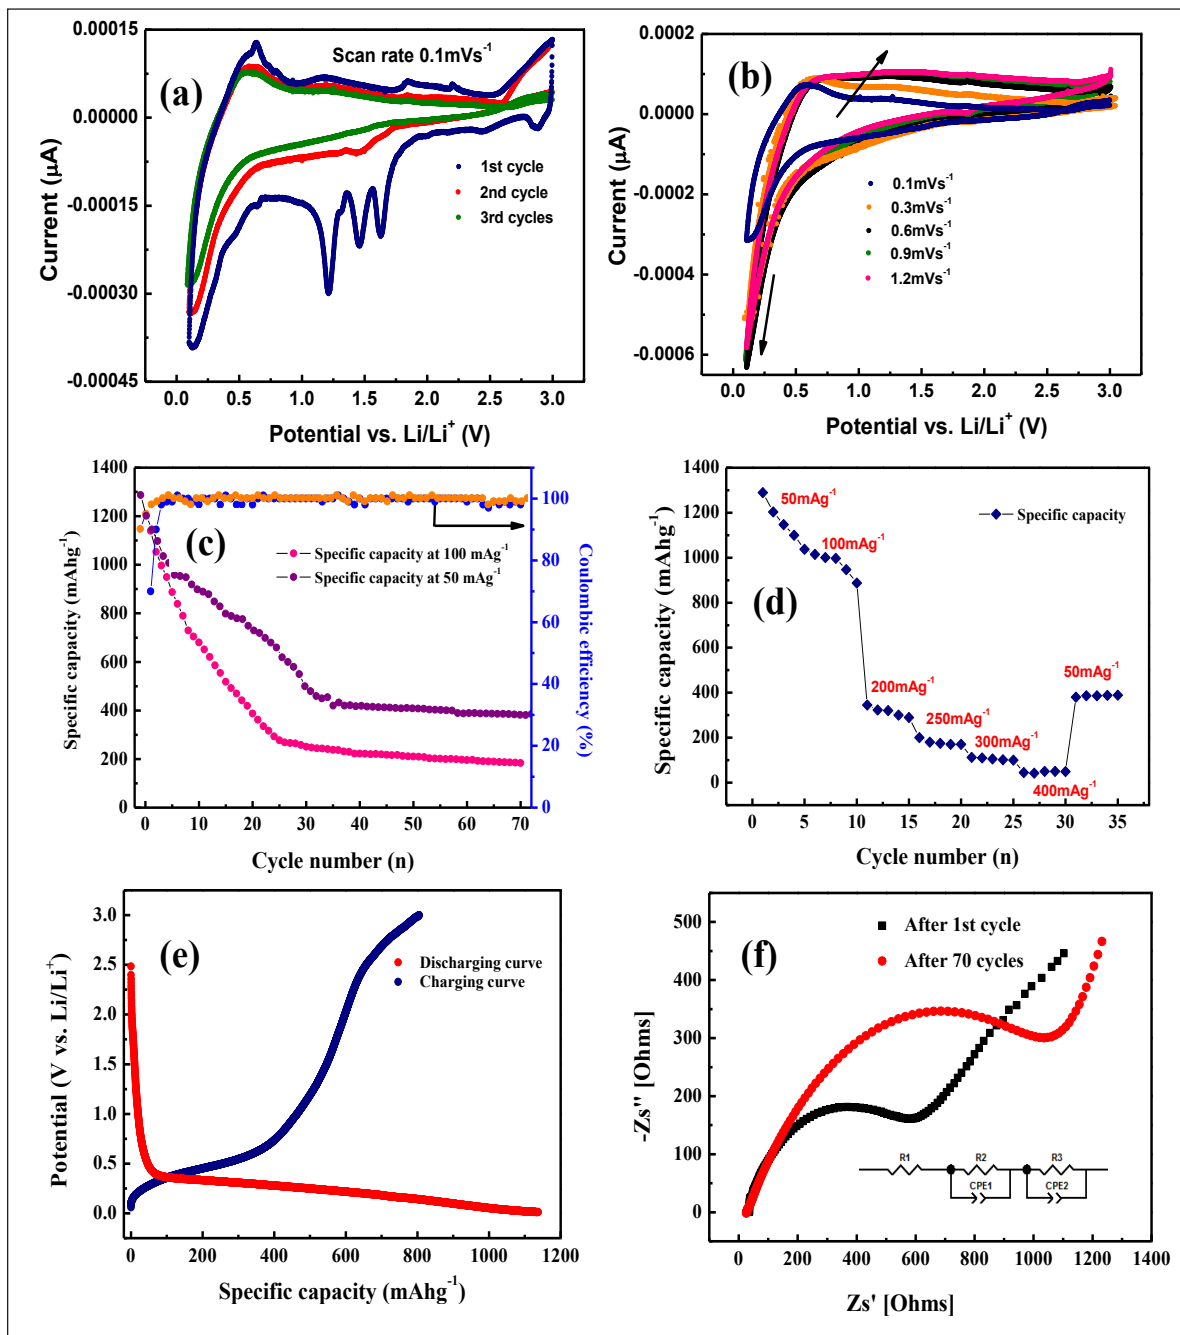 0.00015
0.00000
-0.00015
-0.00030
-0.00045
Current (μA)
Scan rate 0.1mVs⁻¹
(a)
1st cycle
2nd cycle
3rd cycles
0.0 0.5 1.0 1.5 2.0 2.5 3.0
Potential vs. Li/Li⁺ (V)
0.0002
0.0000
-0.0002
-0.0004
-0.0006
Current (μA)
(b)
0.1mVs⁻¹
0.3mVs⁻¹
0.6mVs⁻¹
0.9mVs⁻¹
1.2mVs⁻¹
0.0 0.5 1.0 1.5 2.0 2.5 3.0
Potential vs. Li/Li⁺ (V)
1400
1200
1000
800
600
400
200
0
Specific capacity (mAhg⁻¹)
(c)
Specific capacity at 100 mAg⁻¹
Specific capacity at 50 mAg⁻¹
100
80
60
40
20
0
Coulombic efficiency (%)
0 10 20 30 40 50 60 70
Cycle number (n)
1400
1200
1000
800
600
400
200
0
Specific capacity (mAhg⁻¹)
50mAg⁻¹
Specific capacity
100mAg⁻¹
(d)
200mAg⁻¹
250mAg⁻¹
300mAg⁻¹
400mAg⁻¹
50mAg⁻¹
0 5 10 15 20 25 30 35
Cycle number (n)
3.0
2.5
2.0
1.5
1.0
0.5
0.0
Potential (V vs. Li/Li⁺)
(e)
Discharging curve
Charging curve
0 200 400 600 800 1000 1200
Specific capacity (mAhg⁻¹)
500
400
300
200
100
0
-Zs'' [Ohms]
After 1st cycle
After 70 cycles
(f)
R1 R2 R3
CPE1 CPE2
0 200 400 600 800 1000 1200 1400
Zs' [Ohms]